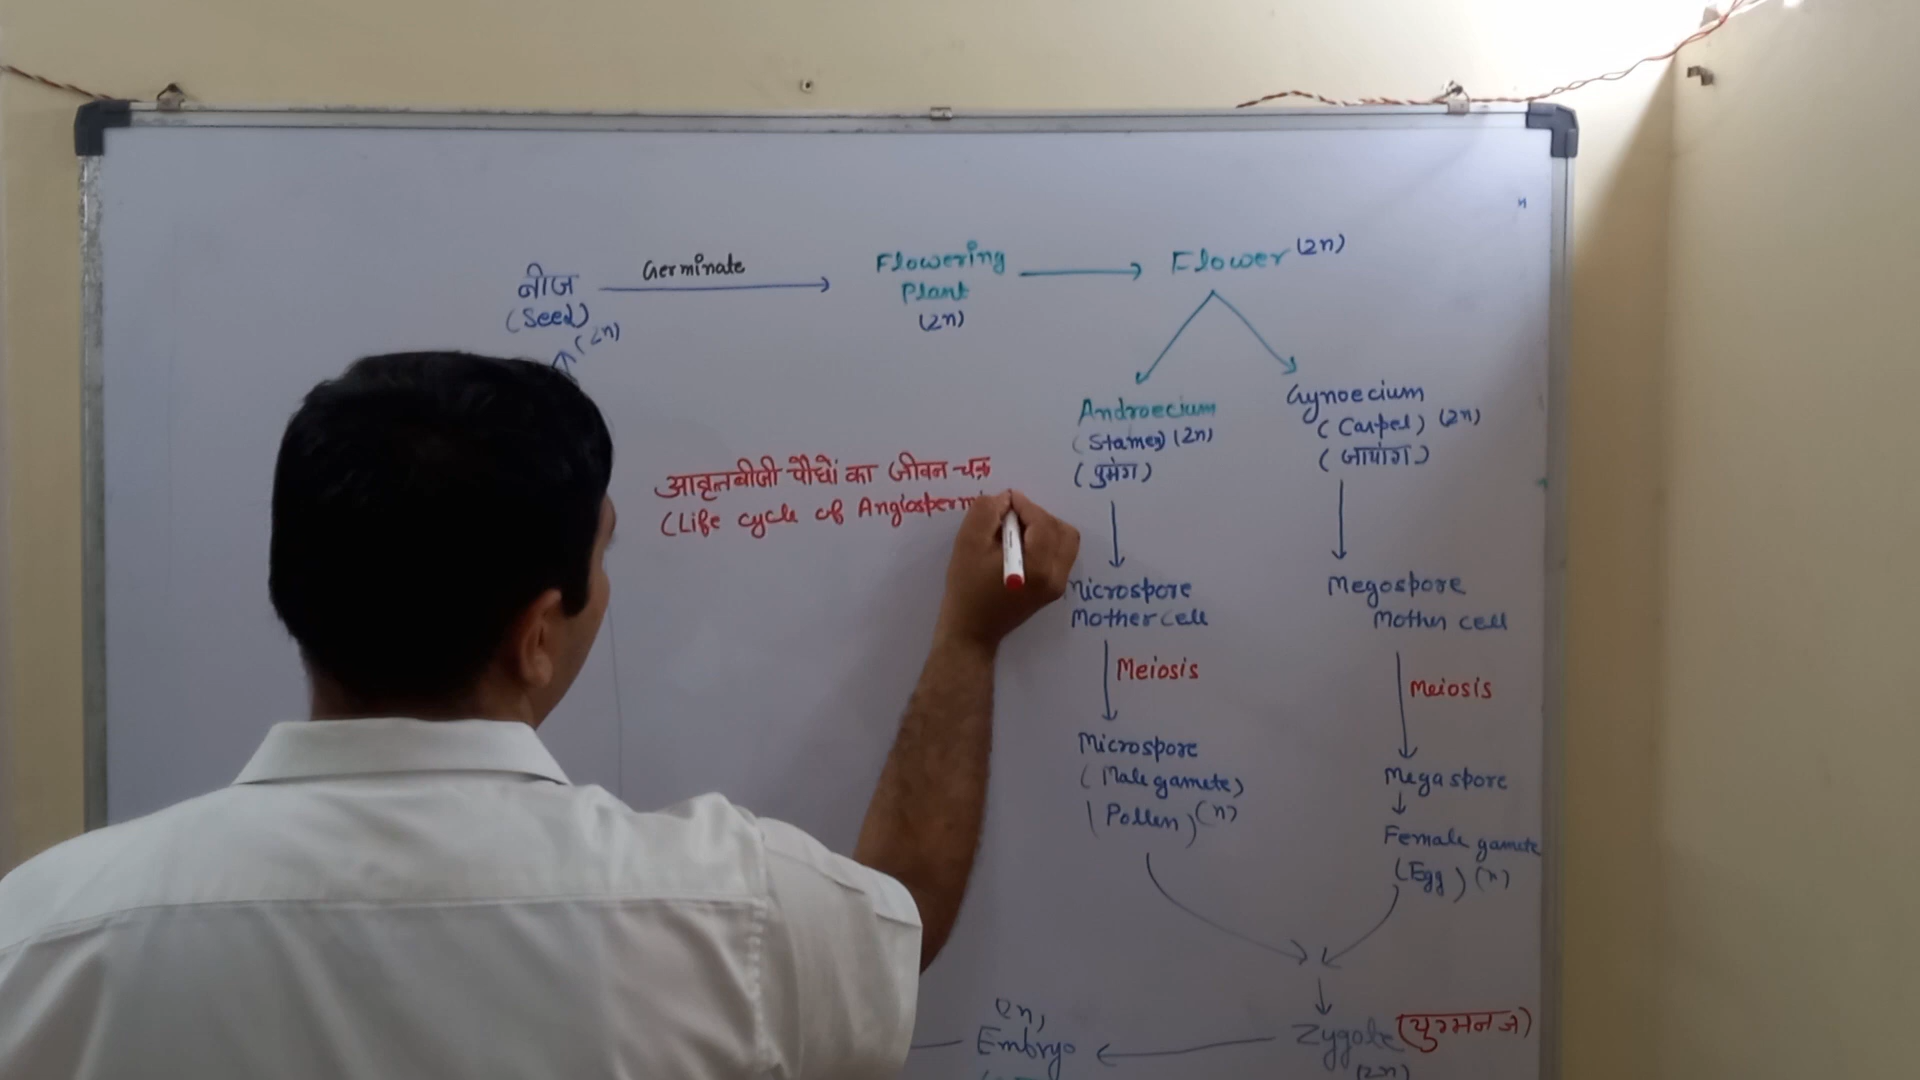 बीज
(Seed)
(2n)
Germinate
Flowering
Plant
(2n)
Flower (2n)
Androecium
(Stamen) (2n)
(पुमंग)
Gynoecium
(Carpel) (2n)
(जायांग)
आवृतबीजी पौधों का जीवन-चक्र
(Life cycle of Angiosperm
Microspore
Mother cell
Meiosis
Microspore
(Male gamete)
(Pollen) (n)
Megospore
Mother cell
Meiosis
Megaspore
Female gamete
(Egg) (n)
Zygote (युग्मनज)
(2n)
Embryo